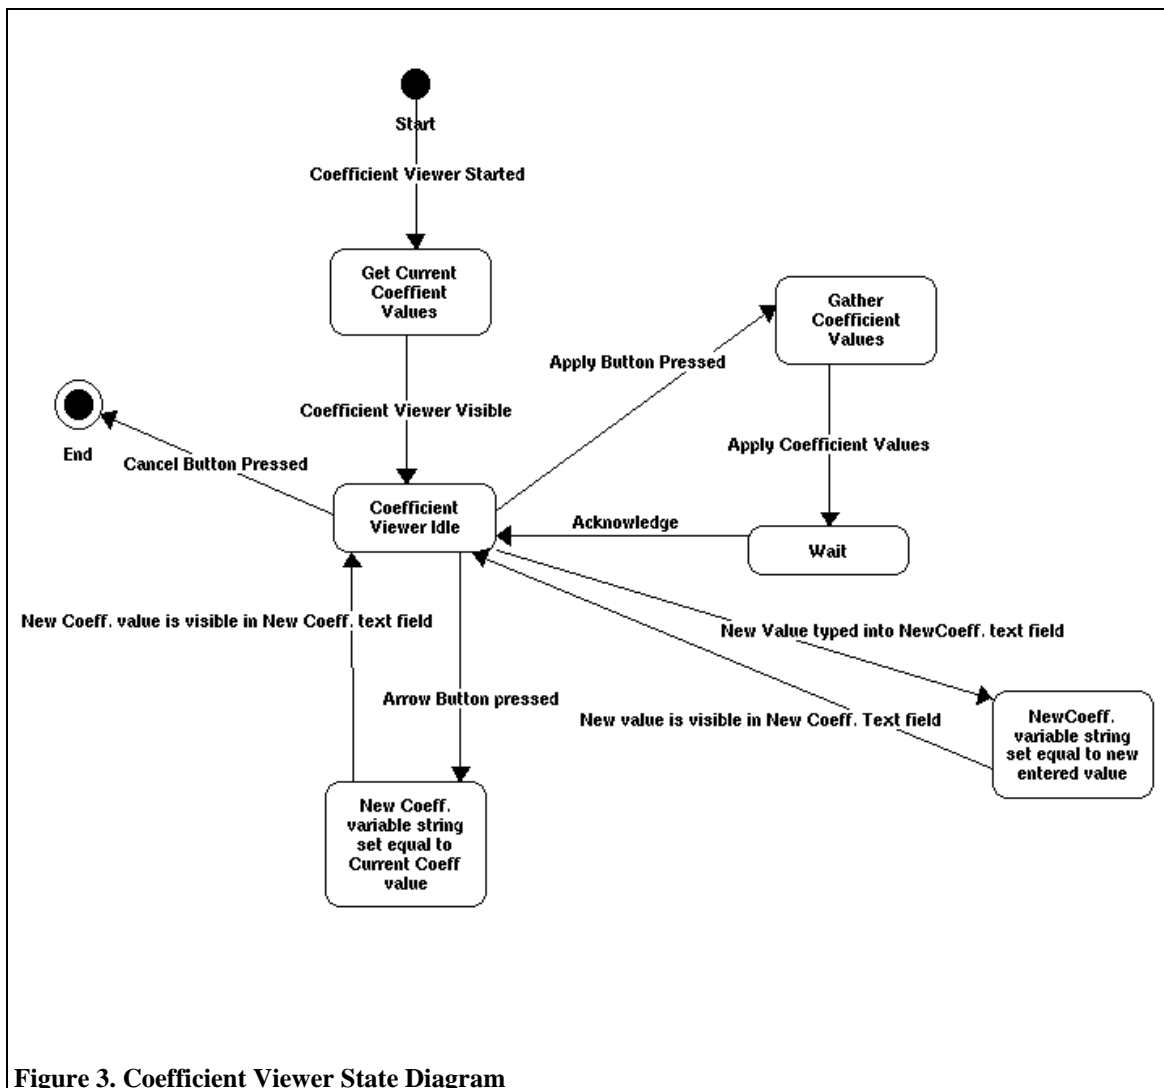 Start
Coefficient Viewer Started
Get Current
Coeffient
Values
Gather
Coefficient
Values
Apply Button Pressed
Coefficient Viewer Visible
End
Cancel Button Pressed
Apply Coefficient Values
Coefficient
Viewer Idle
Acknowledge
Wait
New Coeff. value is visible in New Coeff. text field
New Value typed into NewCoeff. text field
Arrow Button pressed
New value is visible in New Coeff. Text field
NewCoeff.
variable string
set equal to new
entered value
New Coeff.
variable string
set equal to
Current Coeff
value
Figure 3. Coefficient Viewer State Diagram